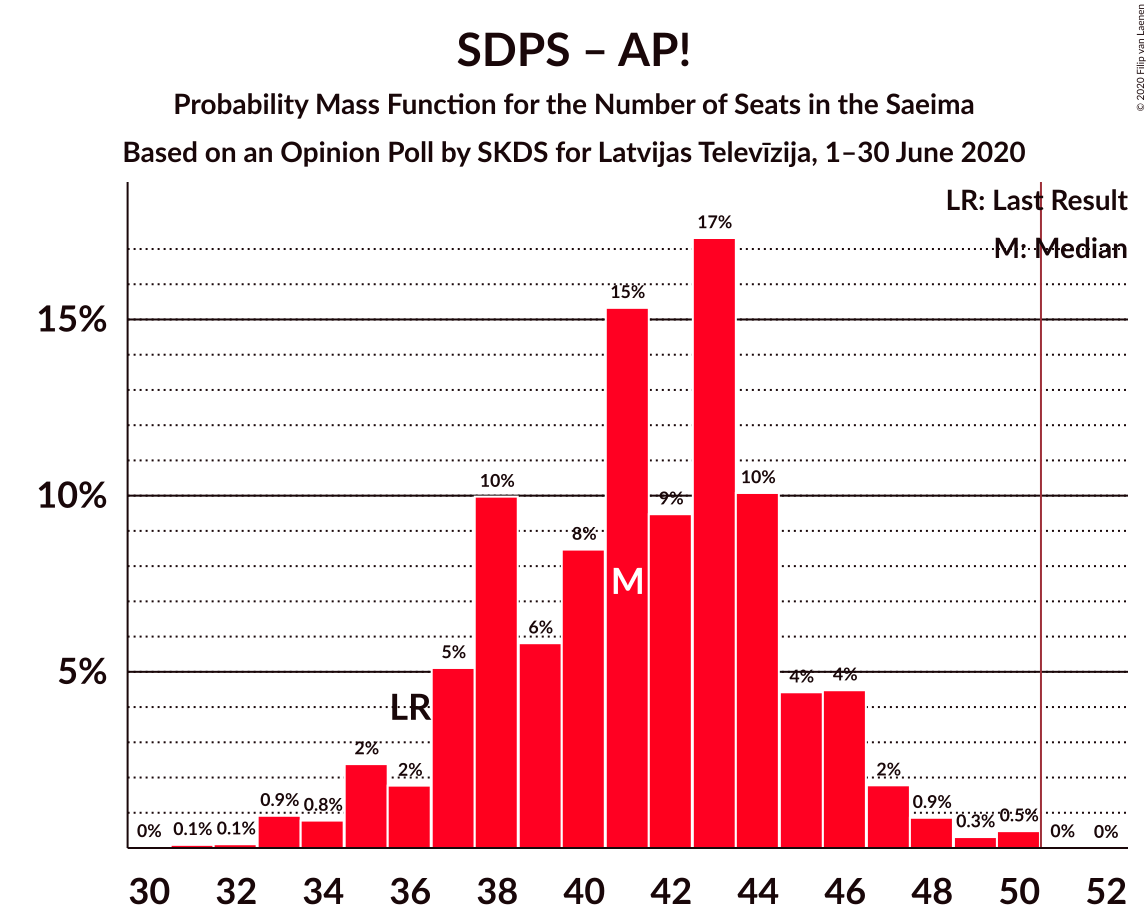 SDPS – AP!
Probability Mass Function for the Number of Seats in the Saeima
Based on an Opinion Poll by SKDS for Latvijas Televīzija, 1–30 June 2020
© 2020 Filip van Laenen
LR: Last Result
M: Median
15%
10%
5%
0%
0.1%
0.1%
0.9%
0.8%
2%
2%
5%
10%
6%
8%
15%
9%
17%
10%
4%
4%
2%
0.9%
0.3%
0.5%
0%
0%
LR
M
30 32 34 36 38 40 42 44 46 48 50 52